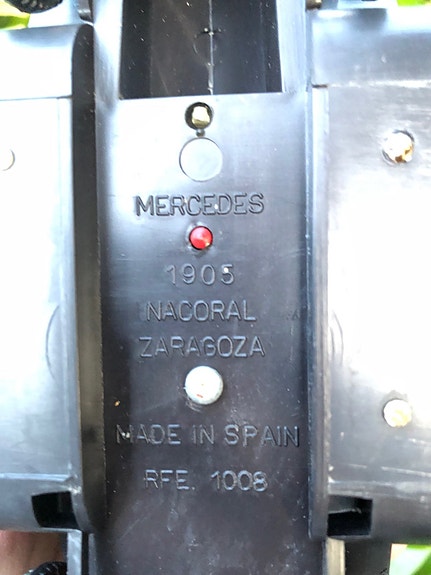 MERCEDES
1905
NACORAL
ZARAGOZA
MADE IN SPAIN
RFE. 1008